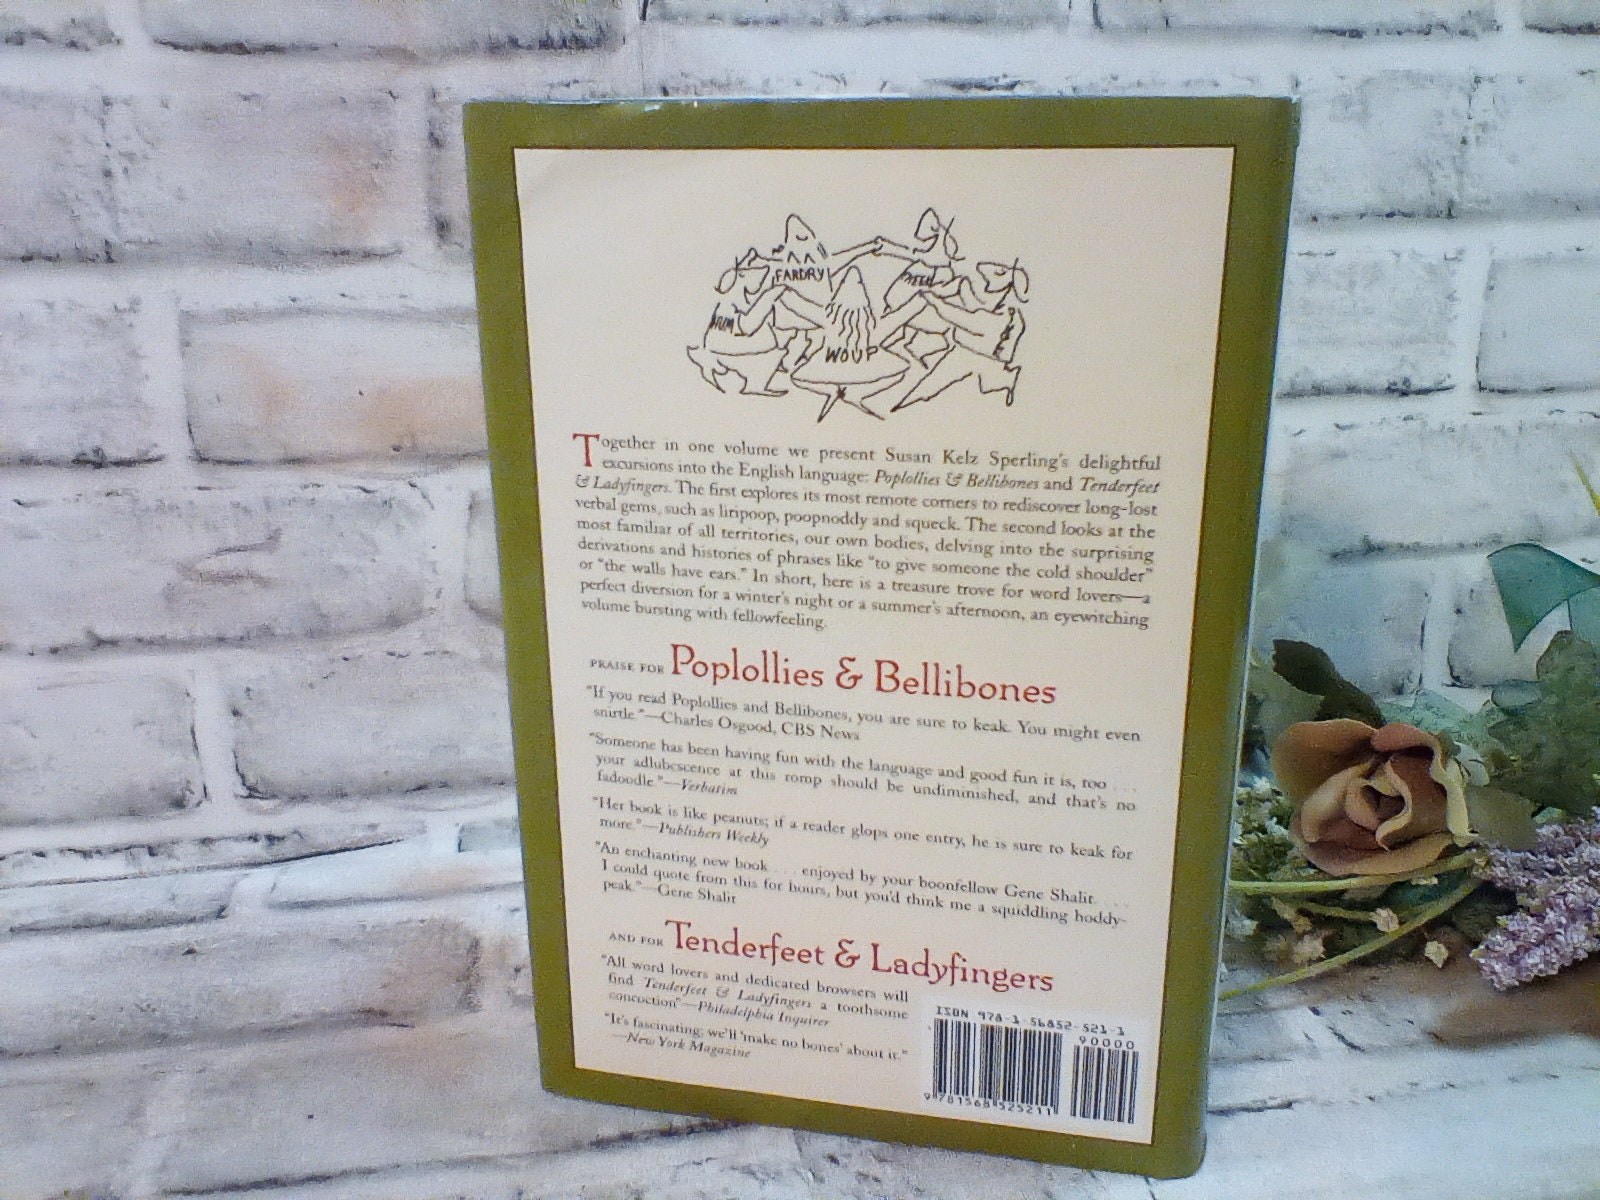 FARDRY
WOUP
Together in one volume we present Susan Kelz Sperling's delightful
excursions into the English language: Poplollies & Bellibones and Tenderfeet
& Ladyfingers. The first explores its most remote corners to rediscover long-lost
verbal gems, such as liripoop, poopnoddy and squeck. The second looks at the
most familiar of all territories, our own bodies, delving into the surprising
derivations and histories of phrases like "to give someone the cold shoulder"
or "the walls have ears." In short, here is a treasure trove for word lovers—a
perfect diversion for a winter's night or a summer's afternoon, an eyewitching
volume bursting with fellowfeeling.
PRAISE FOR Poplollies & Bellibones
"If you read Poplollies and Bellibones, you are sure to keak. You might even
snirtle."—Charles Osgood, CBS News
"Someone has been having fun with the language and good fun it is, too . . .
your adlubescence at this romp should be undiminished, and that's no
fadoodle."—Verbatim
"Her book is like peanuts; if a reader glops one entry, he is sure to keak for
more."—Publishers Weekly
"An enchanting new book . . . enjoyed by your boonfellow Gene Shalit. . . .
I could quote from this for hours, but you'd think me a squiddling hoddy-
peak."—Gene Shalit
AND FOR Tenderfeet & Ladyfingers
"All word lovers and dedicated browsers will
find Tenderfeet & Ladyfingers a toothsome
concoction"—Philadelphia Inquirer
"It's fascinating; we'll 'make no bones' about it."
—New York Magazine
ISBN 978-1-56852-521-1
90000
9 781568 525211